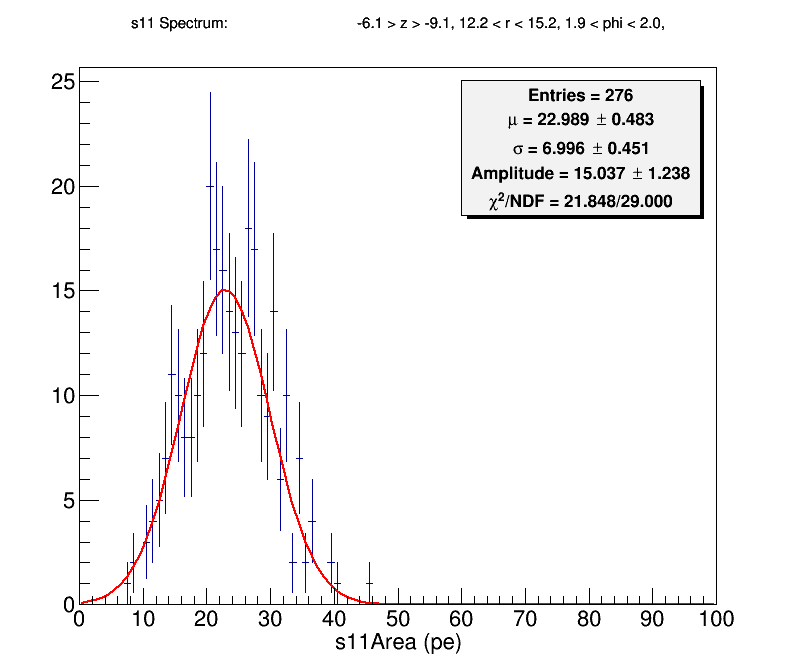 s11 Spectrum: -6.1 > z > -9.1, 12.2 < r < 15.2, 1.9 < phi < 2.0,
Entries = 276
μ = 22.989 ± 0.483
σ = 6.996 ± 0.451
Amplitude = 15.037 ± 1.238
χ²/NDF = 21.848/29.000
25
20
15
10
5
0
0 10 20 30 40 50 60 70 80 90 100
s11Area (pe)